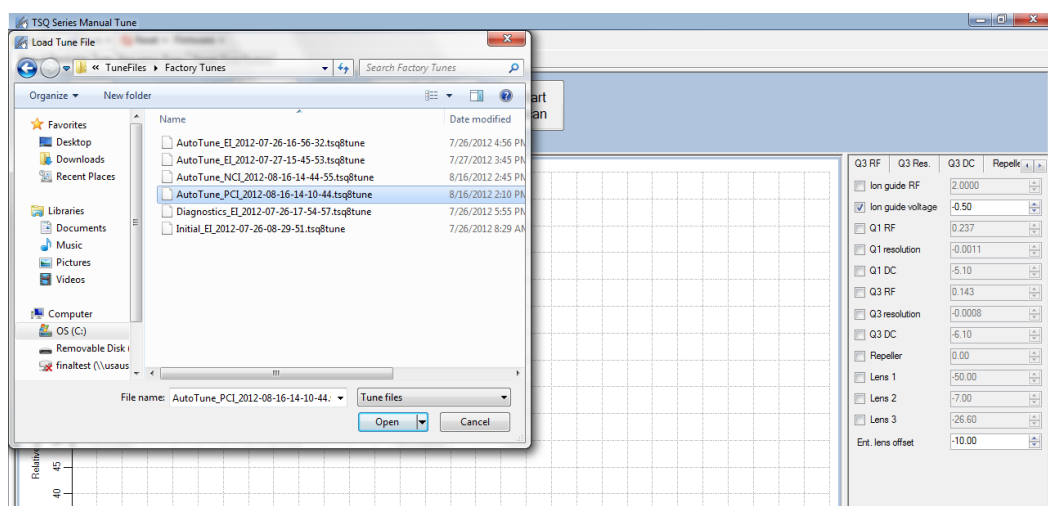 TSQ Series Manual Tune
Load Tune File
« TuneFiles ▸ Factory Tunes
Search Factory Tunes
Organize
New folder
Name
Date modified
Favorites
Desktop
Downloads
Recent Places
Libraries
Documents
Music
Pictures
Videos
Computer
OS (C:)
Removable Disk
finaltest (\\usaus
AutoTune_EI_2012-07-26-16-56-32.tsq8tune 7/26/2012 4:56 PM
AutoTune_EI_2012-07-27-15-45-53.tsq8tune 7/27/2012 3:45 PM
AutoTune_NCI_2012-08-16-14-44-55.tsq8tune 8/16/2012 2:45 PM
AutoTune_PCI_2012-08-16-14-10-44.tsq8tune 8/16/2012 2:10 PM
Diagnostics_EI_2012-07-26-17-54-57.tsq8tune 7/26/2012 5:55 PM
Initial_EI_2012-07-26-08-29-51.tsq8tune 7/26/2012 8:29 AM
File name: AutoTune_PCI_2012-08-16-14-10-44. Tune files
Open
Cancel
art
an
Q3 RF Q3 Res. Q3 DC Repelle
Ion guide RF 2.0000
Ion guide voltage -0.50
Q1 RF 0.237
Q1 resolution -0.0011
Q1 DC -5.10
Q3 RF 0.143
Q3 resolution -0.0008
Q3 DC -6.10
Repeller 0.00
Lens 1 -50.00
Lens 2 -7.00
Lens 3 -26.60
Ent. lens offset -10.00
Relative
45
40